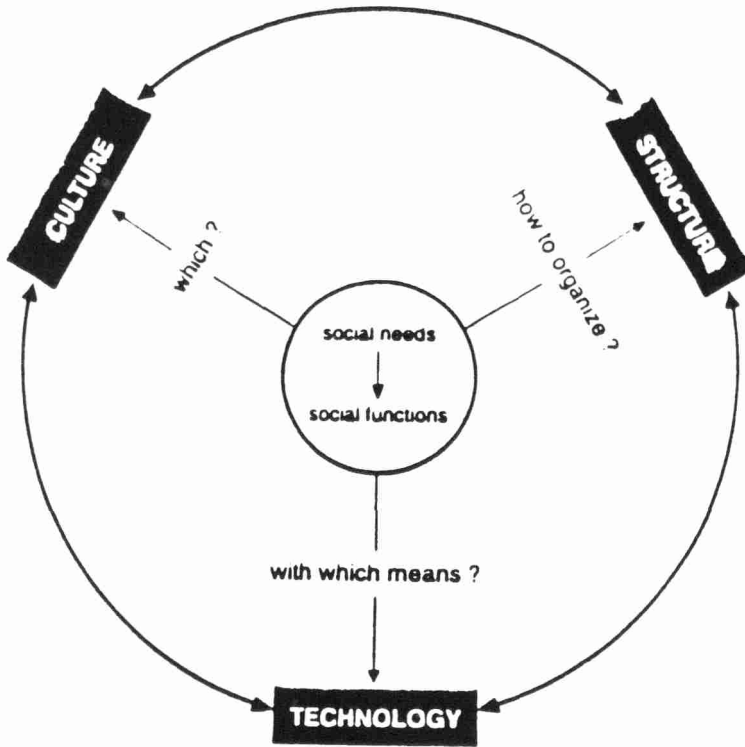 CULTURE
STRUCTURE
which ?
how to organize ?
social needs
social functions
with which means ?
TECHNOLOGY